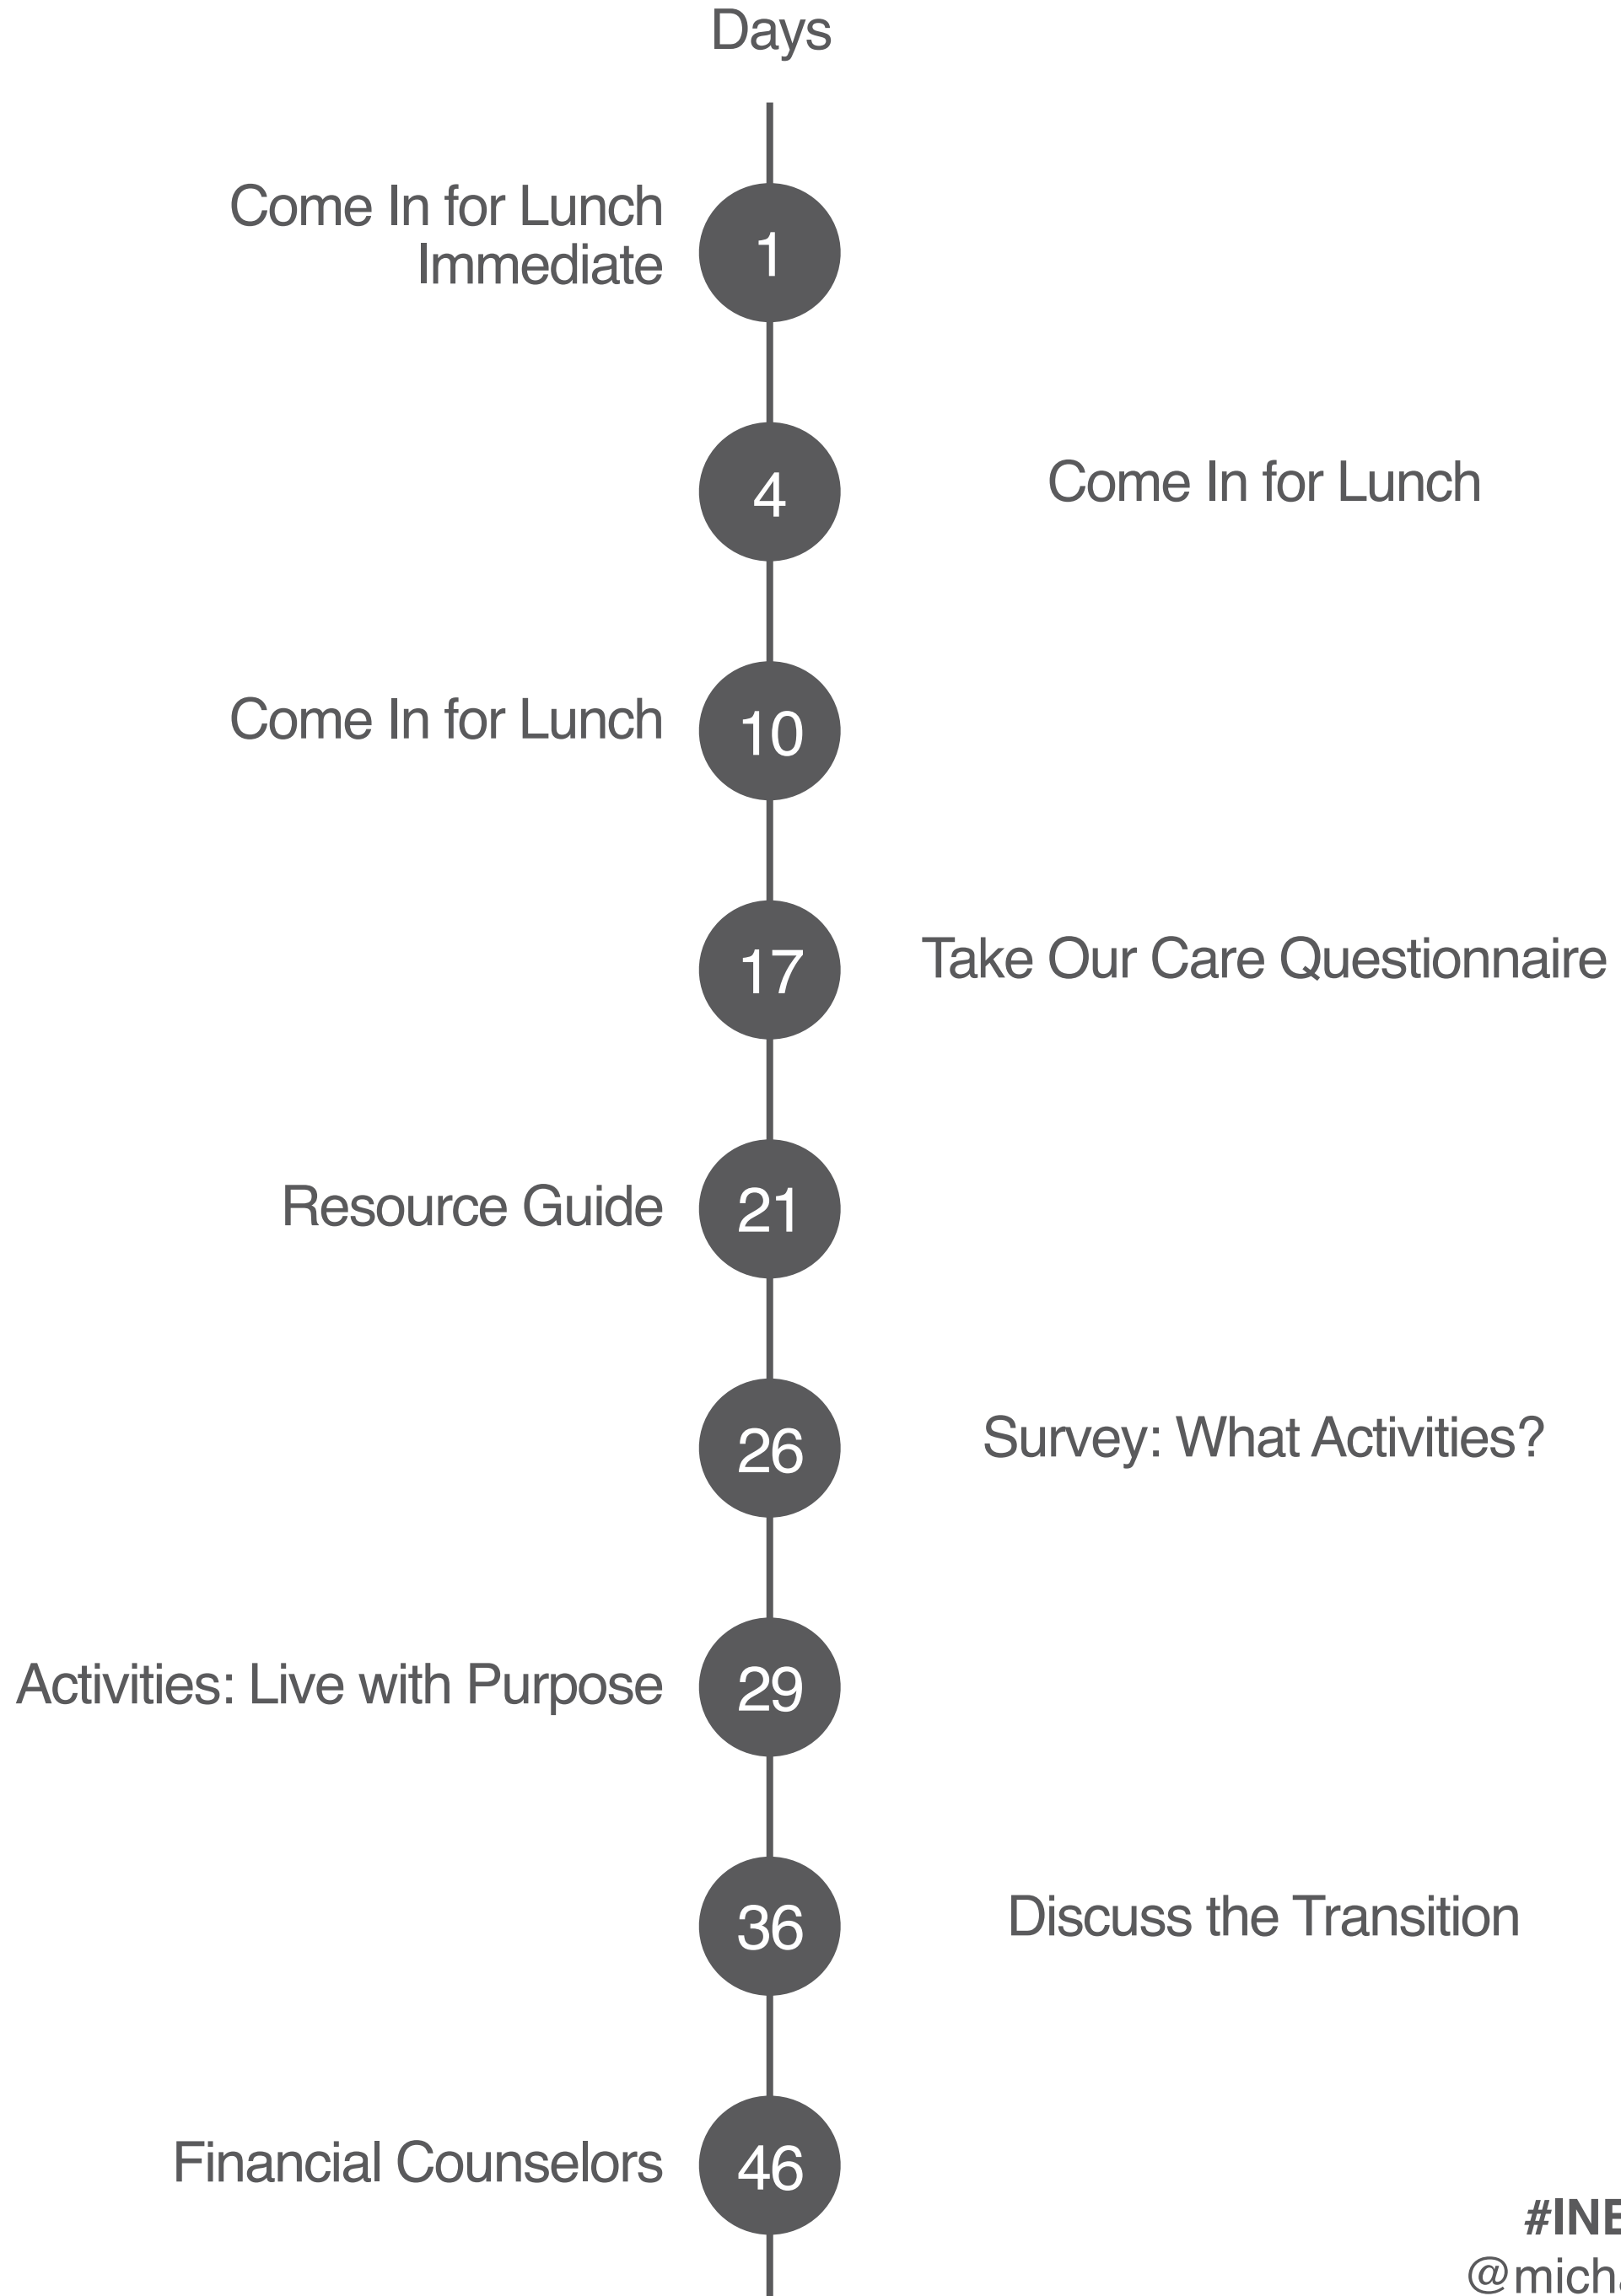 Days
Come In for Lunch
Immediate
1
4
Come In for Lunch
Come In for Lunch
10
17
Take Our Care Questionnaire
Resource Guide
21
26
Survey: What Activities?
Activities: Live with Purpose
29
36
Discuss the Transition
Financial Counselors
46